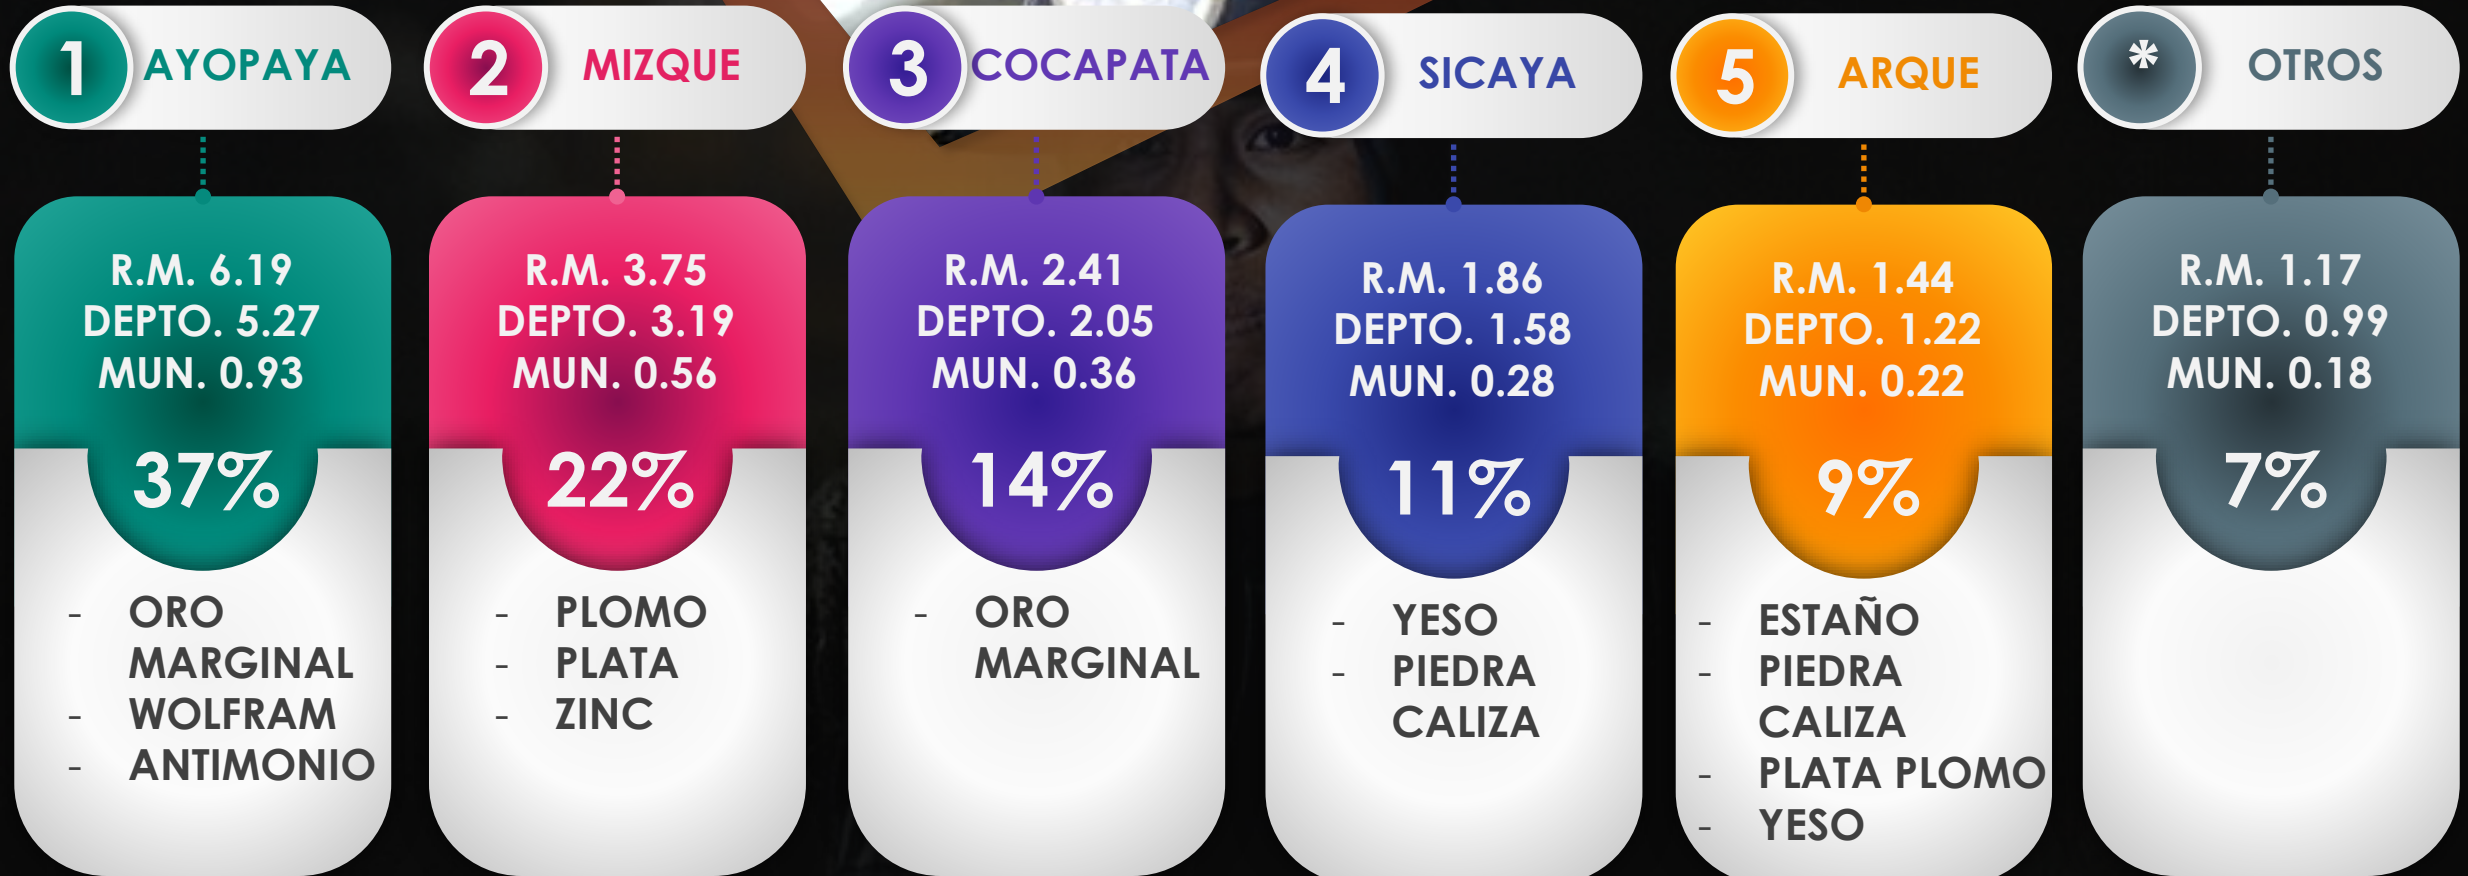 1 AYOPAYA
R.M. 6.19
DEPTO. 5.27
MUN. 0.93
37%
- ORO
MARGINAL
- WOLFRAM
- ANTIMONIO
2 MIZQUE
R.M. 3.75
DEPTO. 3.19
MUN. 0.56
22%
- PLOMO
- PLATA
- ZINC
3 COCAPATA
R.M. 2.41
DEPTO. 2.05
MUN. 0.36
14%
- ORO
MARGINAL
4 SICAYA
R.M. 1.86
DEPTO. 1.58
MUN. 0.28
11%
- YESO
- PIEDRA
CALIZA
5 ARQUE
R.M. 1.44
DEPTO. 1.22
MUN. 0.22
9%
- ESTAÑO
- PIEDRA
CALIZA
- PLATA PLOMO
- YESO
* OTROS
R.M. 1.17
DEPTO. 0.99
MUN. 0.18
7%